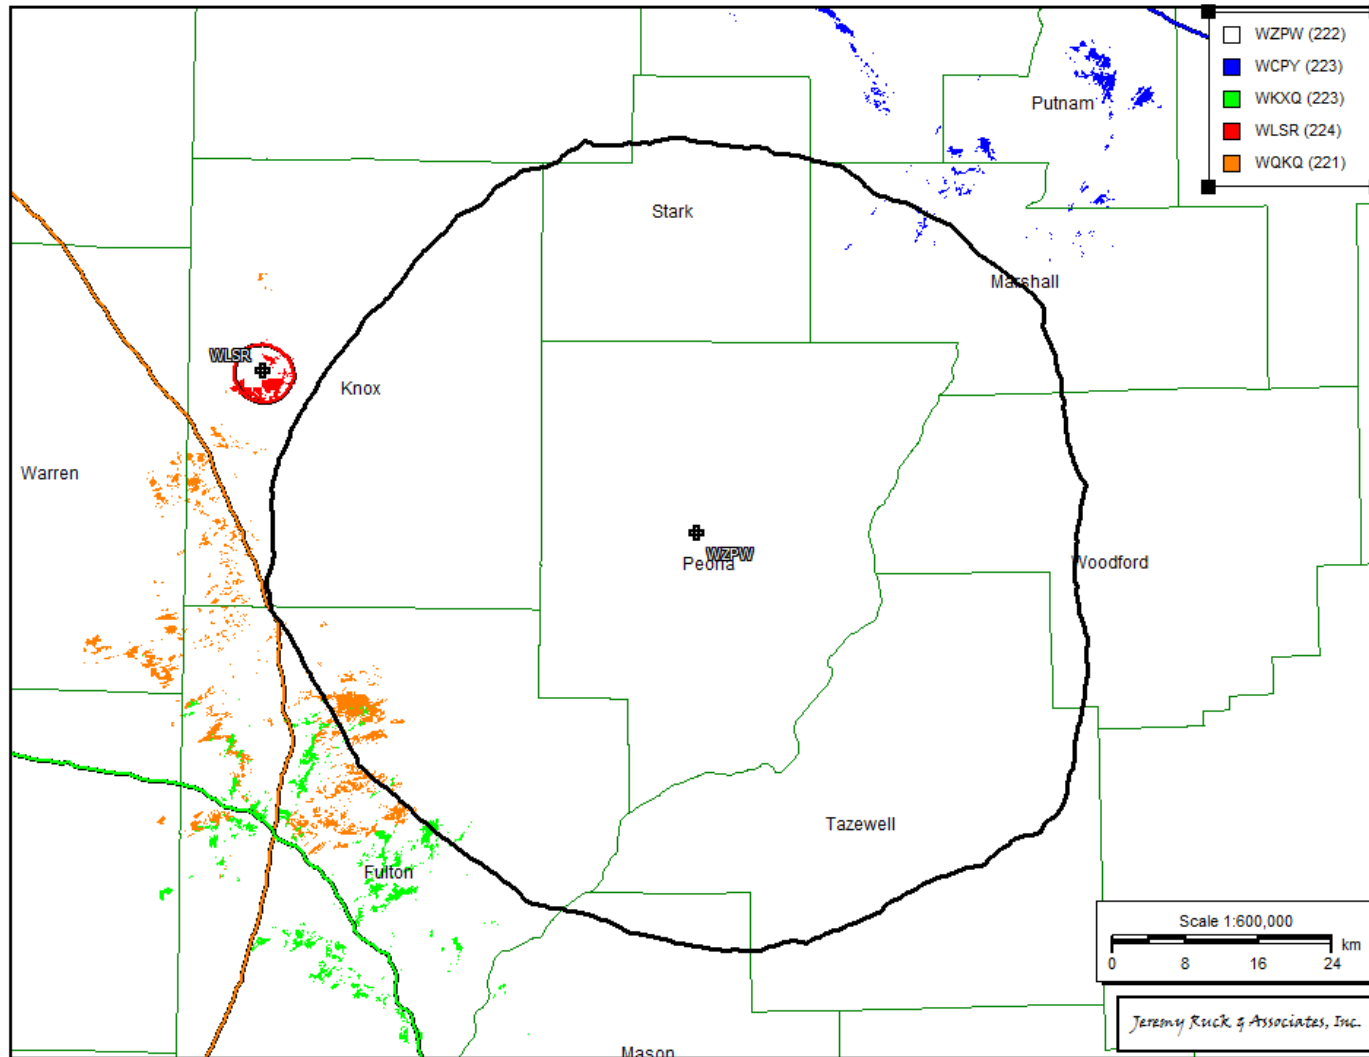 WZPW (222)
WCPY (223)
Putnam
WKXQ (223)
WLSR (224)
WQKQ (221)
Stark
Marshall
WLSR
Knox
Warren
WZPW
Peoria
Woodford
Tazewell
Fulton
Scale 1:600,000
km
0 8 16 24
Jeremy Ruck & Associates, Inc.
Mason